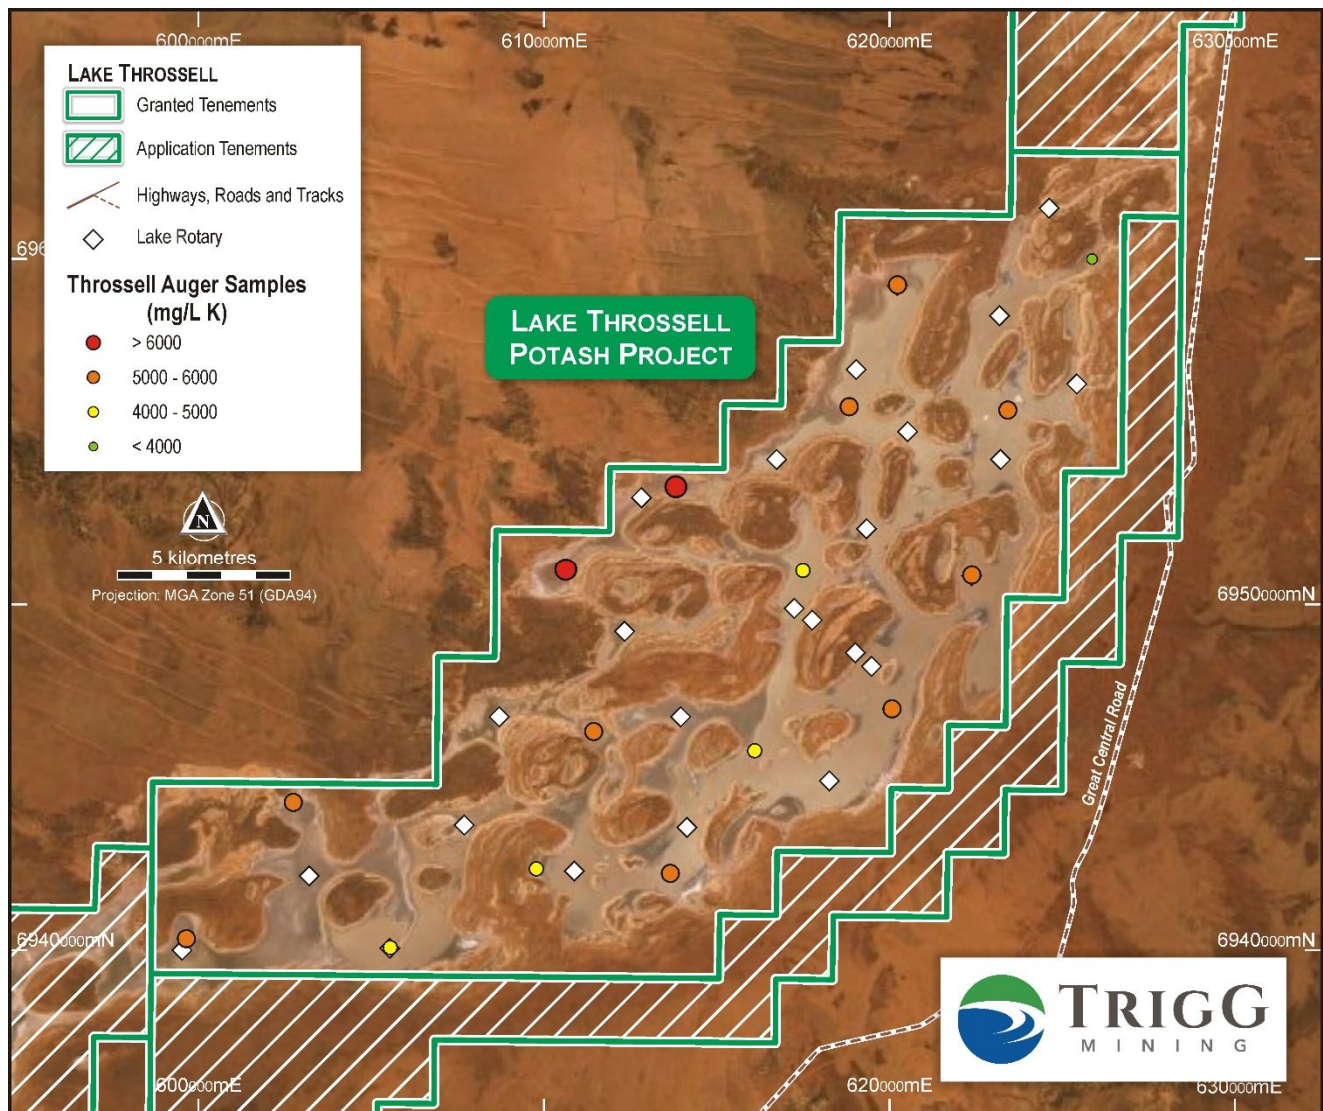 600000mE
610000mE
620000mE
630000mE
LAKE THROSSELL
Granted Tenements
Application Tenements
Highways, Roads and Tracks
Lake Rotary
696
Throssell Auger Samples
(mg/L K)
> 6000
5000 - 6000
4000 - 5000
< 4000
LAKE THROSSELL
POTASH PROJECT
N
5 kilometres
Projection: MGA Zone 51 (GDA94)
6950000mN
Great Central Road
6940000mN
6940000mN
TRIGG
MINING
600000mE
620000mE
630000mE